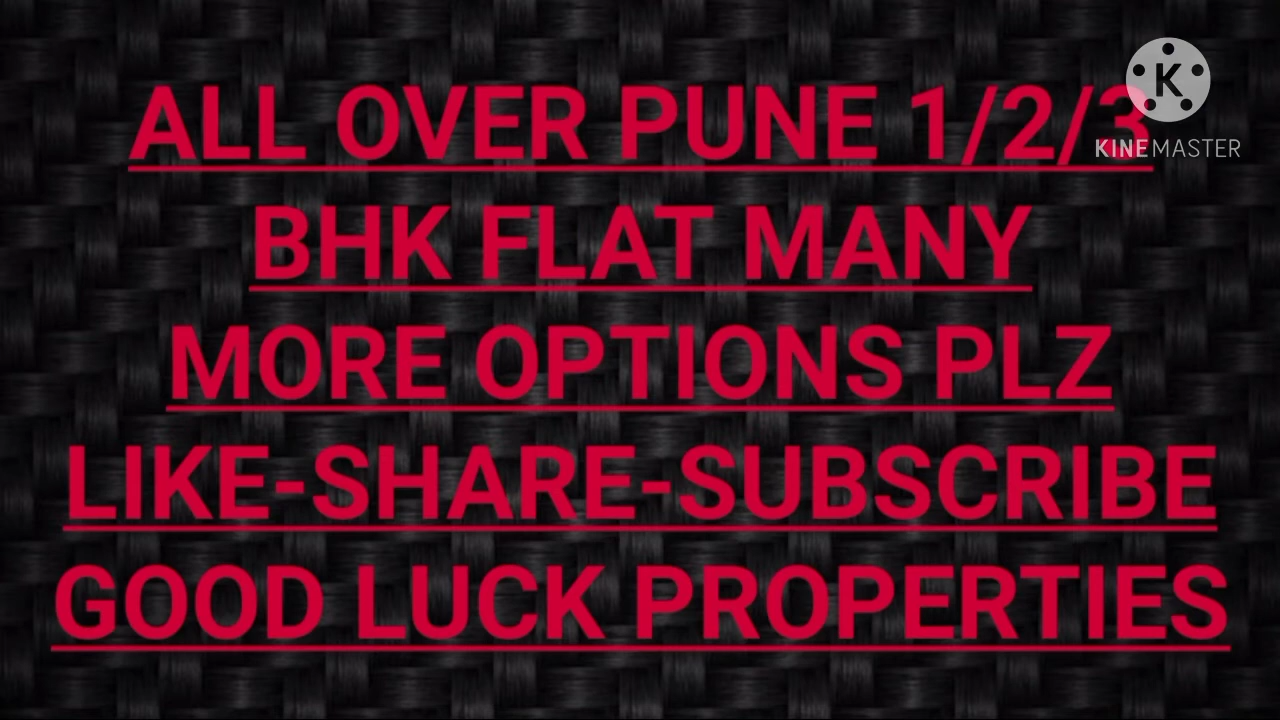 ALL OVER PUNE 1/2/3
BHK FLAT MANY
MORE OPTIONS PLZ
LIKE-SHARE-SUBSCRIBE
GOOD LUCK PROPERTIES
K
KINEMASTER